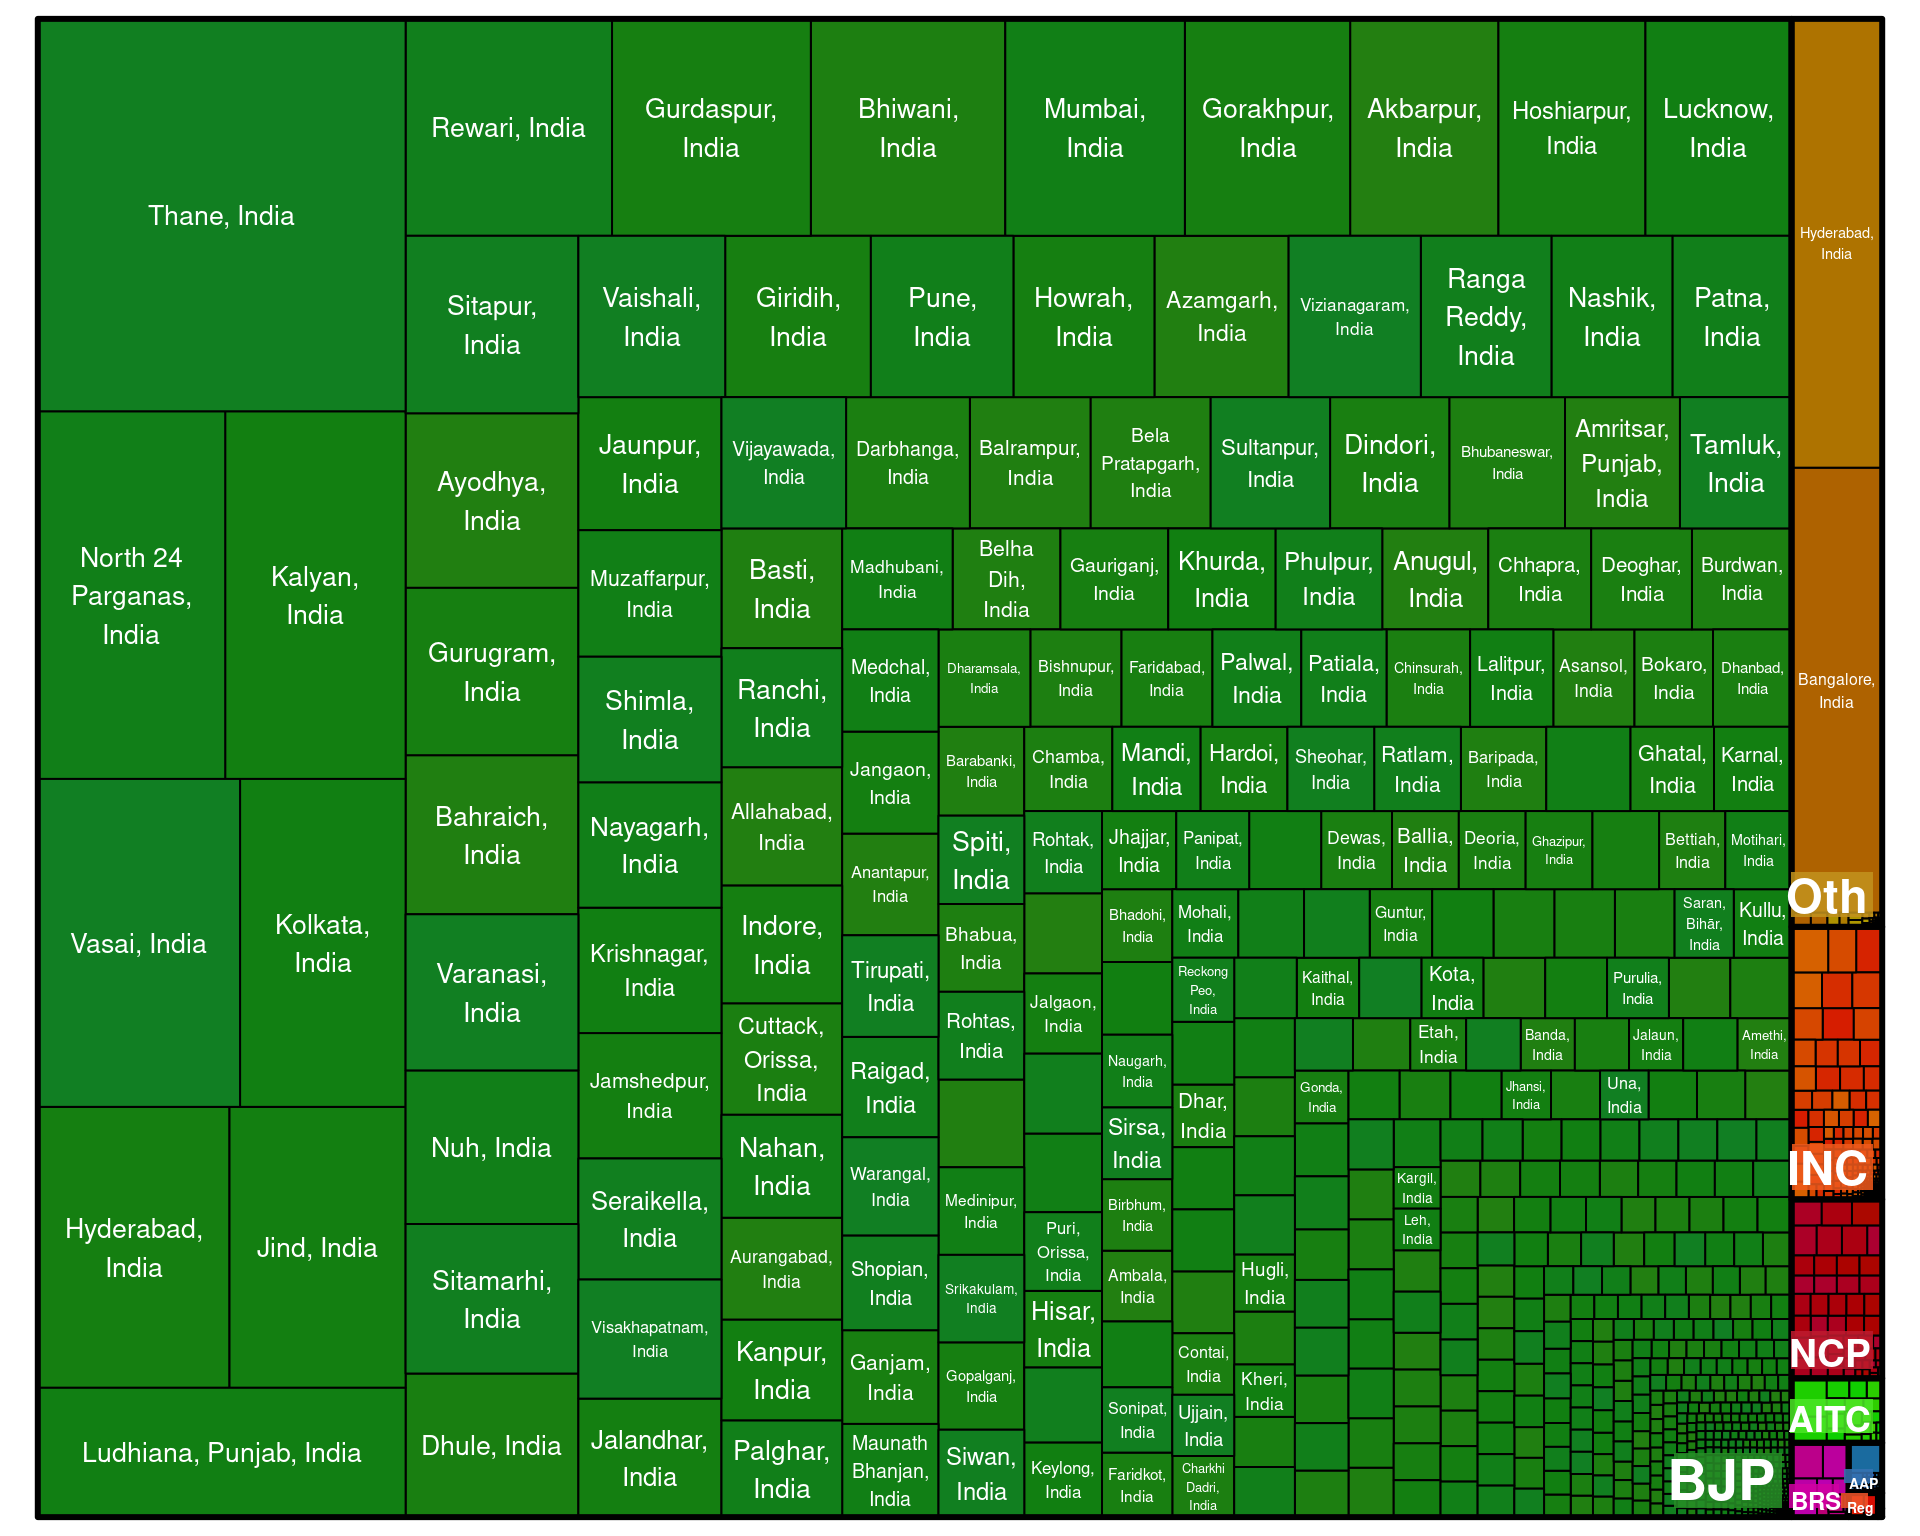 Thane, India
Rewari, India
Gurdaspur,
India
Bhiwani,
India
Mumbai,
India
Gorakhpur,
India
Akbarpur,
India
Hoshiarpur,
India
Lucknow,
India
Hyderabad,
India
Sitapur,
India
Vaishali,
India
Giridih,
India
Pune,
India
Howrah,
India
Azamgarh,
India
Vizianagaram,
India
Ranga
Reddy,
India
Nashik,
India
Patna,
India
Jaunpur,
India
Vijayawada,
India
Darbhanga,
India
Balrampur,
India
Bela
Pratapgarh,
India
Sultanpur,
India
Dindori,
India
Bhubaneswar,
India
Amritsar,
Punjab,
India
Tamluk,
India
North 24
Parganas,
India
Kalyan,
India
Ayodhya,
India
Muzaffarpur,
India
Basti,
India
Madhubani,
India
Belha
Dih,
India
Gauriganj,
India
Khurda,
India
Phulpur,
India
Anugul,
India
Chhapra,
India
Deoghar,
India
Burdwan,
India
Gurugram,
India
Shimla,
India
Ranchi,
India
Medchal,
India
Dharamsala,
India
Bishnupur,
India
Faridabad,
India
Palwal,
India
Patiala,
India
Chinsurah,
India
Lalitpur,
India
Asansol,
India
Bokaro,
India
Dhanbad,
India
Bangalore,
India
Bahraich,
India
Nayagarh,
India
Allahabad,
India
Jangaon,
India
Barabanki,
India
Chamba,
India
Mandi,
India
Hardoi,
India
Sheohar,
India
Ratlam,
India
Baripada,
India
Ghatal,
India
Karnal,
India
Anantapur,
India
Spiti,
India
Rohtak,
India
Jhajjar,
India
Panipat,
India
Dewas,
India
Ballia,
India
Deoria,
India
Ghazipur,
India
Bettiah,
India
Motihari,
India
Oth
Vasai, India
Kolkata,
India
Varanasi,
India
Krishnagar,
India
Indore,
India
Tirupati,
India
Bhabua,
India
Bhadohi,
India
Mohali,
India
Guntur,
India
Saran,
Bihār,
India
Kullu,
India
Rohtas,
India
Jalgaon,
India
Reckong
Peo,
India
Kaithal,
India
Kota,
India
Purulia,
India
Jamshedpur,
India
Cuttack,
Orissa,
India
Raigad,
India
Naugarh,
India
Etah,
India
Banda,
India
Jalaun,
India
Amethi,
India
Nuh, India
Nahan,
India
Warangal,
India
Sirsa,
India
Dhar,
India
Gonda,
India
Jhansi,
India
Una,
India
INC
Hyderabad,
India
Jind, India
Seraikella,
India
Medinipur,
India
Birbhum,
India
Kargil,
India
Leh,
India
Sitamarhi,
India
Aurangabad,
India
Shopian,
India
Srikakulam,
India
Puri,
Orissa,
India
Ambala,
India
Hugli,
India
Visakhapatnam,
India
Kanpur,
India
Ganjam,
India
Gopalganj,
India
Hisar,
India
Contai,
India
Kheri,
India
NCP
Ludhiana, Punjab, India
Dhule, India
Jalandhar,
India
Palghar,
India
Maunath
Bhanjan,
India
Siwan,
India
Keylong,
India
Sonipat,
India
Faridkot,
India
Ujjain,
India
Charkhi
Dadri,
India
AITC
BJP
BRS
AAP
Reg